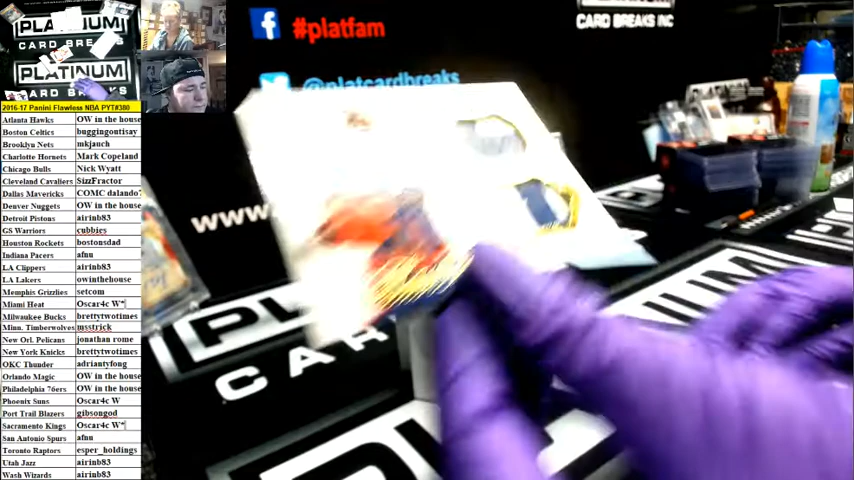 PLATINUM
CARD BREAKS
PLATINUM
CARD BR
#platfam
@platcardbreaks
CARD BREAKS INC
www
2016-17 Panini Flawless NBA PYT#380
Atlanta Hawks OW in the house
Boston Celtics buggingoutisay
Brooklyn Nets mkjauch
Charlotte Hornets Mark Copeland
Chicago Bulls Nick Wyatt
Cleveland Cavaliers SizzFractor
Dallas Mavericks COMC dalando7
Denver Nuggets OW in the house
Detroit Pistons airinb83
GS Warriors cubbies
Houston Rockets bostonsdad
Indiana Pacers afnu
LA Clippers airinb83
LA Lakers owinthehouse
Memphis Grizzlies setcom
Miami Heat Oscar4c W*
Milwaukee Bucks brettytwotimes
Minn. Timberwolves msstrick
New Orl. Pelicans jonathan rome
New York Knicks brettytwotimes
OKC Thunder adriantyfong
Orlando Magic OW in the house
Philadelphia 76ers OW in the house
Phoenix Suns Oscar4c W
Port Trail Blazers gibsongod
Sacramento Kings Oscar4c W*
San Antonio Spurs afnu
Toronto Raptors esper_holdings
Utah Jazz airinb83
Wash Wizards airinb83